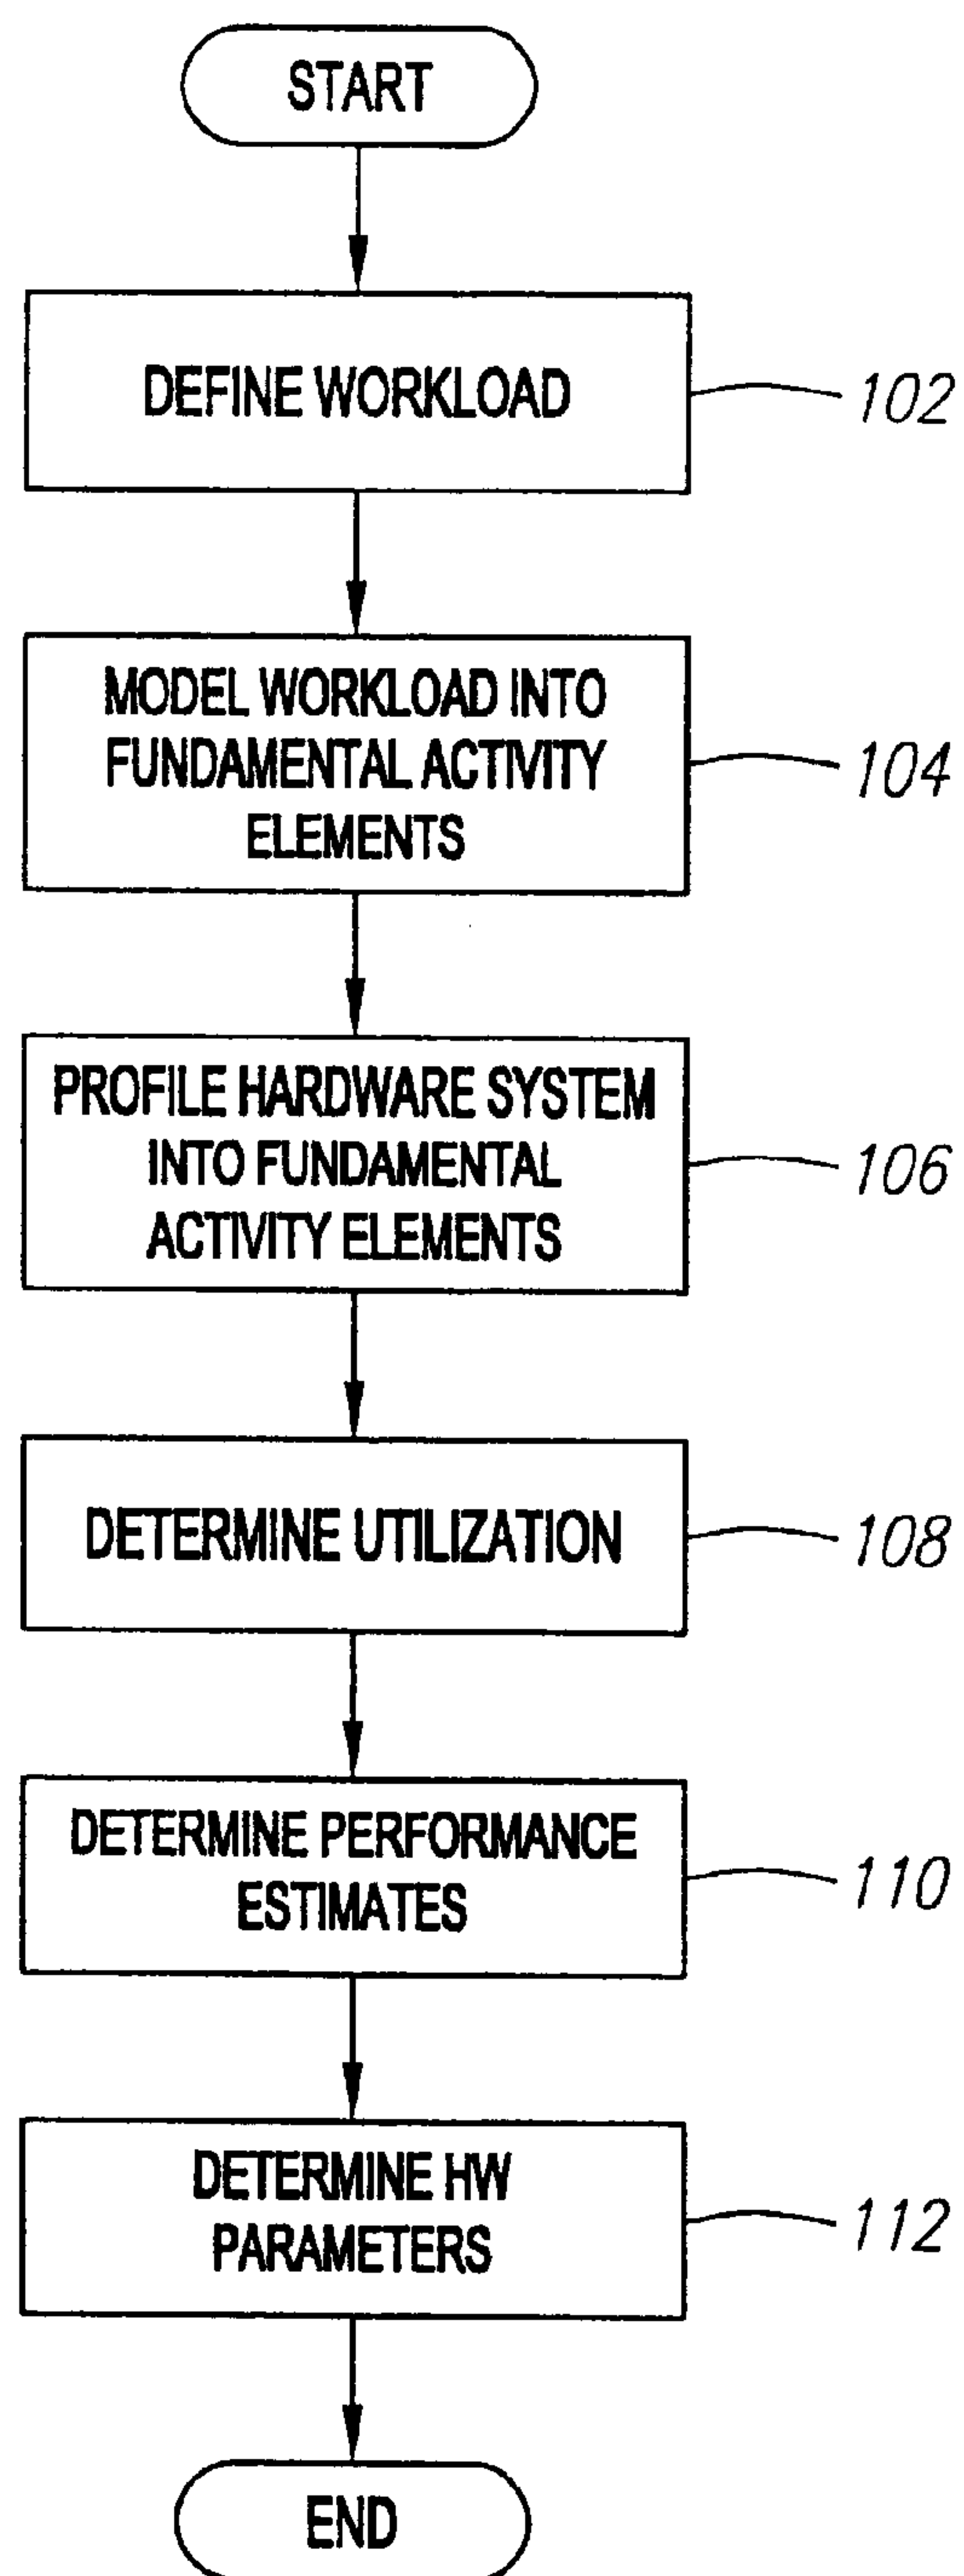 START
DEFINE WORKLOAD
102
MODEL WORKLOAD INTO
FUNDAMENTAL ACTIVITY
ELEMENTS
104
PROFILE HARDWARE SYSTEM
INTO FUNDAMENTAL
ACTIVITY ELEMENTS
106
DETERMINE UTILIZATION
108
DETERMINE PERFORMANCE
ESTIMATES
110
DETERMINE HW
PARAMETERS
112
END